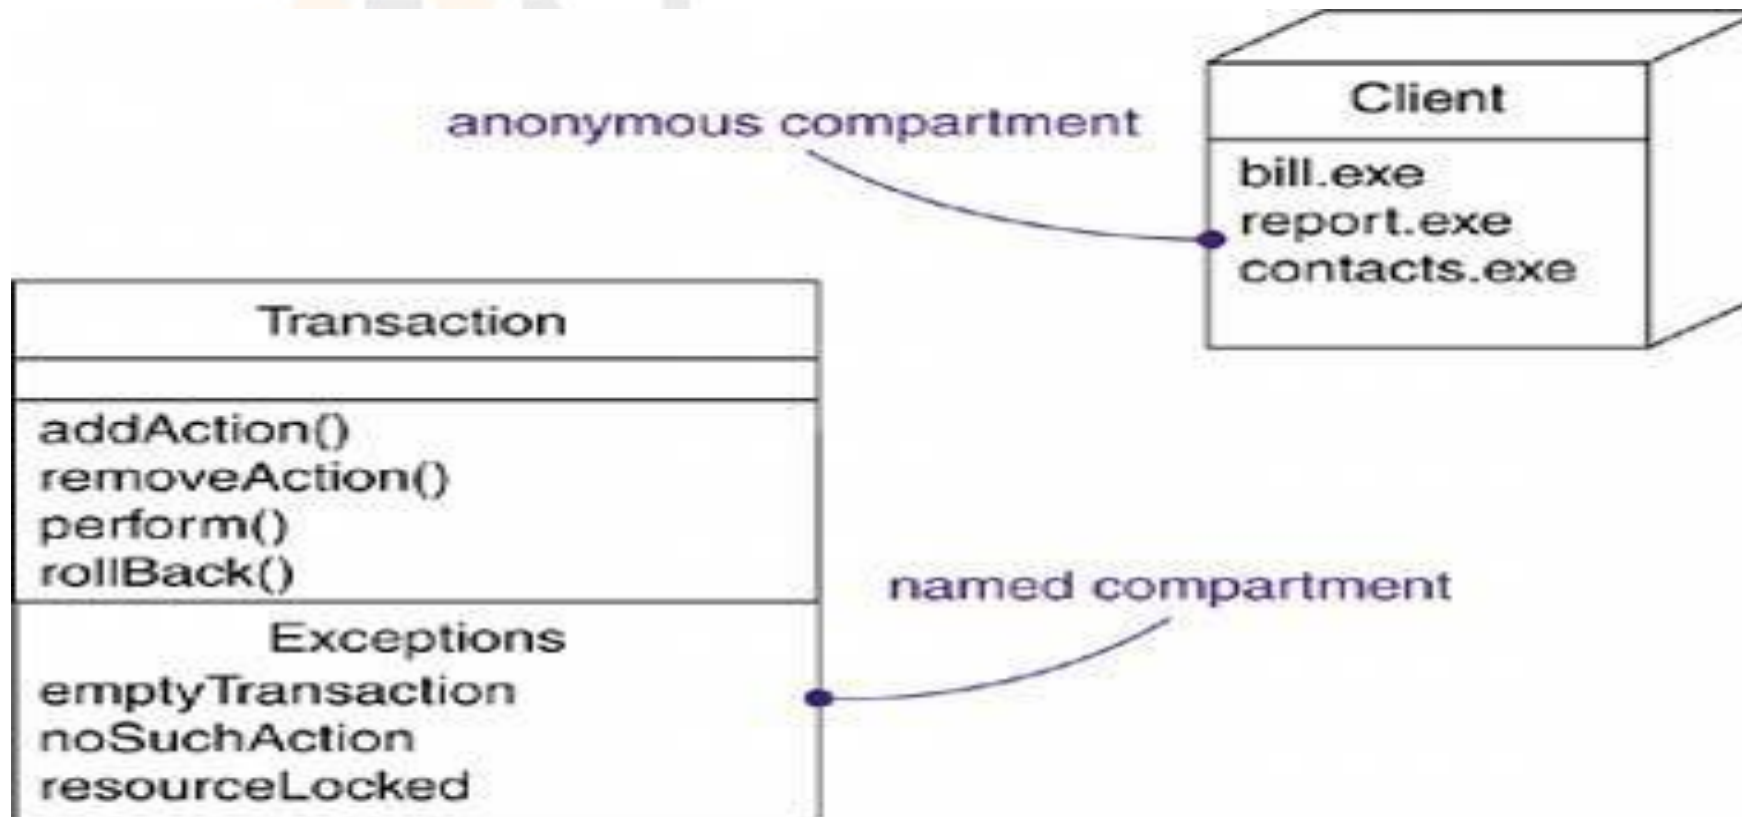 anonymous compartment
Client
bill.exe
report.exe
contacts.exe
Transaction
addAction()
removeAction()
perform()
rollBack()
Exceptions
emptyTransaction
noSuchAction
resourceLocked
named compartment